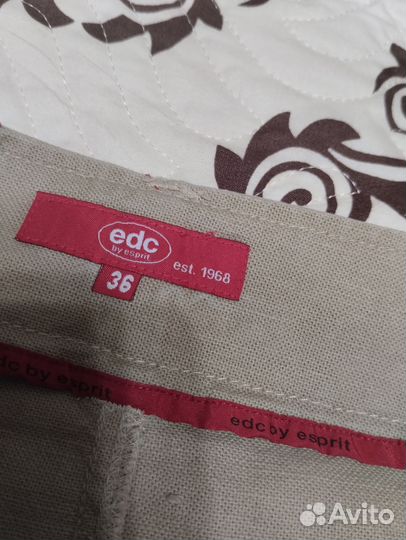 edc
by esprit
est. 1968
36
edc by esprit
edc by esprit
Avito